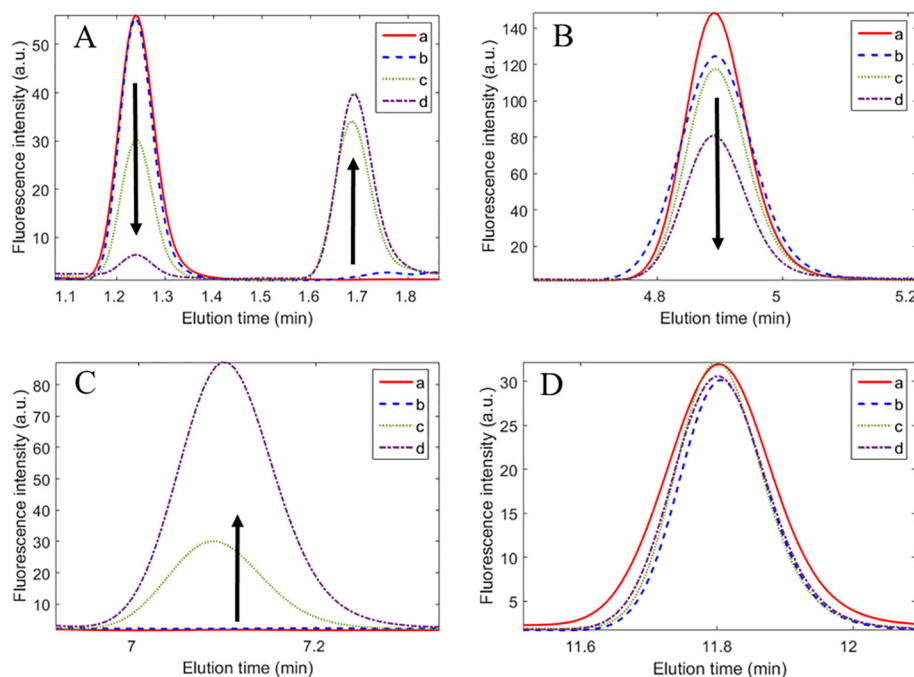 A
Fluorescence intensity (a.u.)
50
40
30
20
10
1.1
1.2
1.3
1.4
1.5
1.6
1.7
1.8
Elution time (min)
a
b
c
d
B
Fluorescence intensity (a.u.)
140
120
100
80
60
40
20
4.8
5
5.2
Elution time (min)
a
b
c
d
C
Fluorescence intensity (a.u.)
80
70
60
50
40
30
20
10
7
7.2
Elution time (min)
a
b
c
d
D
Fluorescence intensity (a.u.)
30
25
20
15
10
5
11.6
11.8
12
Elution time (min)
a
b
c
d